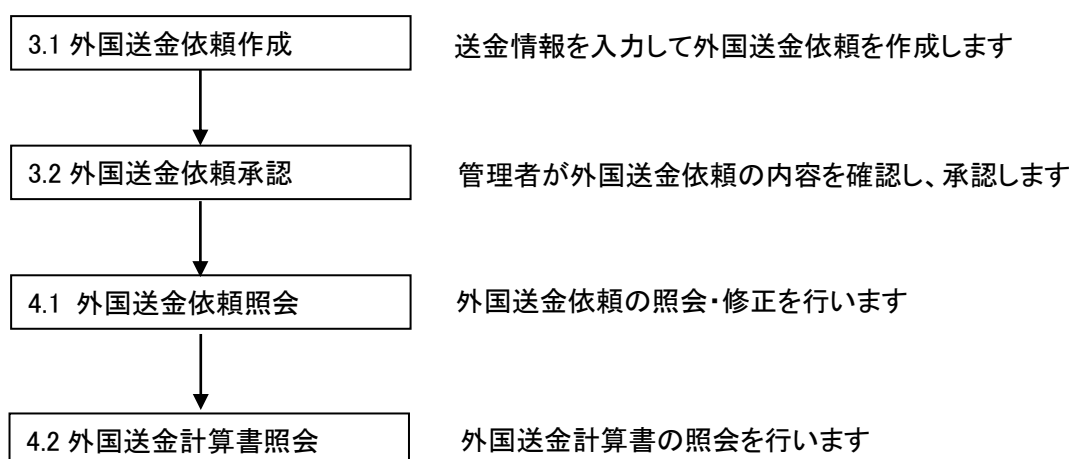 3.1 外国送金依頼作成 送金情報を入力して外国送金依頼を作成します
3.2 外国送金依頼承認 管理者が外国送金依頼の内容を確認し、承認します
4.1 外国送金依頼照会 外国送金依頼の照会・修正を行います
4.2 外国送金計算書照会 外国送金計算書の照会を行います